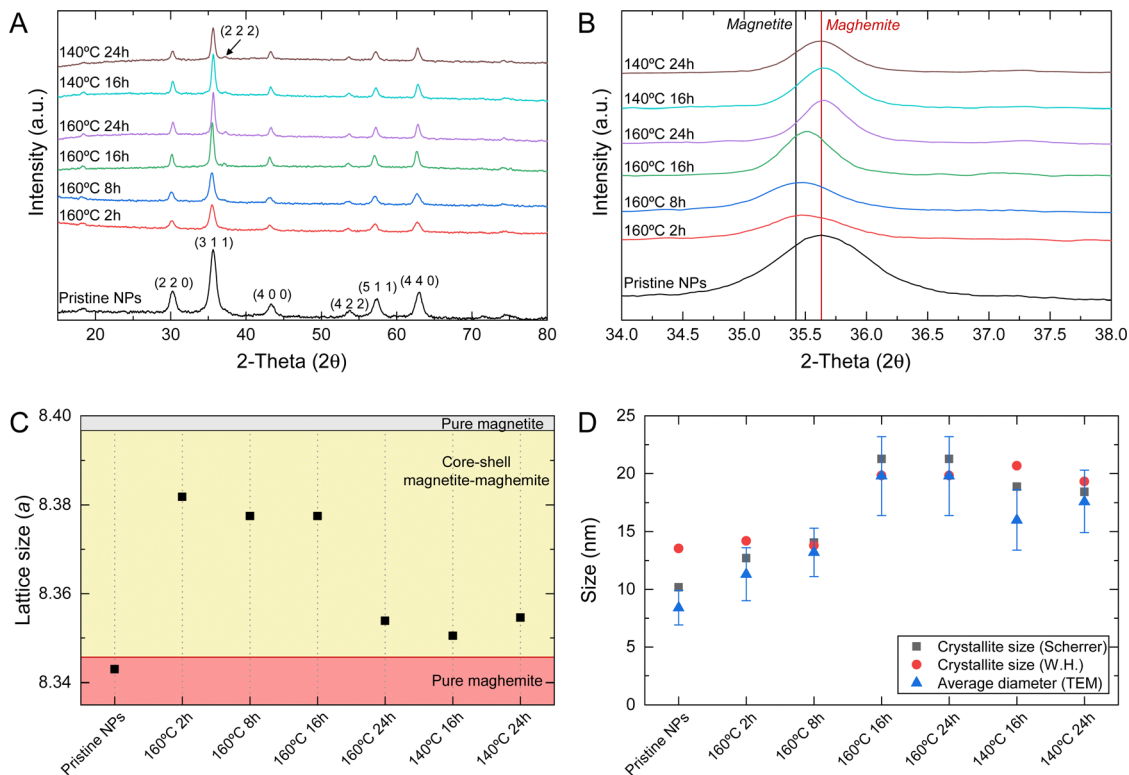 A
Intensity (a.u.)
140ºC 24h
(2 2 2)
140ºC 16h
160ºC 24h
160ºC 16h
160ºC 8h
160ºC 2h
(3 1 1)
(2 2 0)
(4 0 0)
(4 2 2)
(5 1 1)
(4 4 0)
Pristine NPs
20 30 40 50 60 70 80
2-Theta (2θ)
B
Magnetite
Maghemite
Intensity (a.u.)
140ºC 24h
140ºC 16h
160ºC 24h
160ºC 16h
160ºC 8h
160ºC 2h
Pristine NPs
34.0 34.5 35.0 35.5 36.0 36.5 37.0 37.5 38.0
2-Theta (2θ)
C
Lattice size (a)
8.40
8.38
8.36
8.34
Pure magnetite
Core-shell
magnetite-maghemite
Pure maghemite
Pristine NPs
160ºC 2h
160ºC 8h
160ºC 16h
160ºC 24h
140ºC 16h
140ºC 24h
D
Size (nm)
25
20
15
10
5
0
Crystallite size (Scherrer)
Crystallite size (W.H.)
Average diameter (TEM)
Pristine NPs
160ºC 2h
160ºC 8h
160ºC 16h
160ºC 24h
140ºC 16h
140ºC 24h